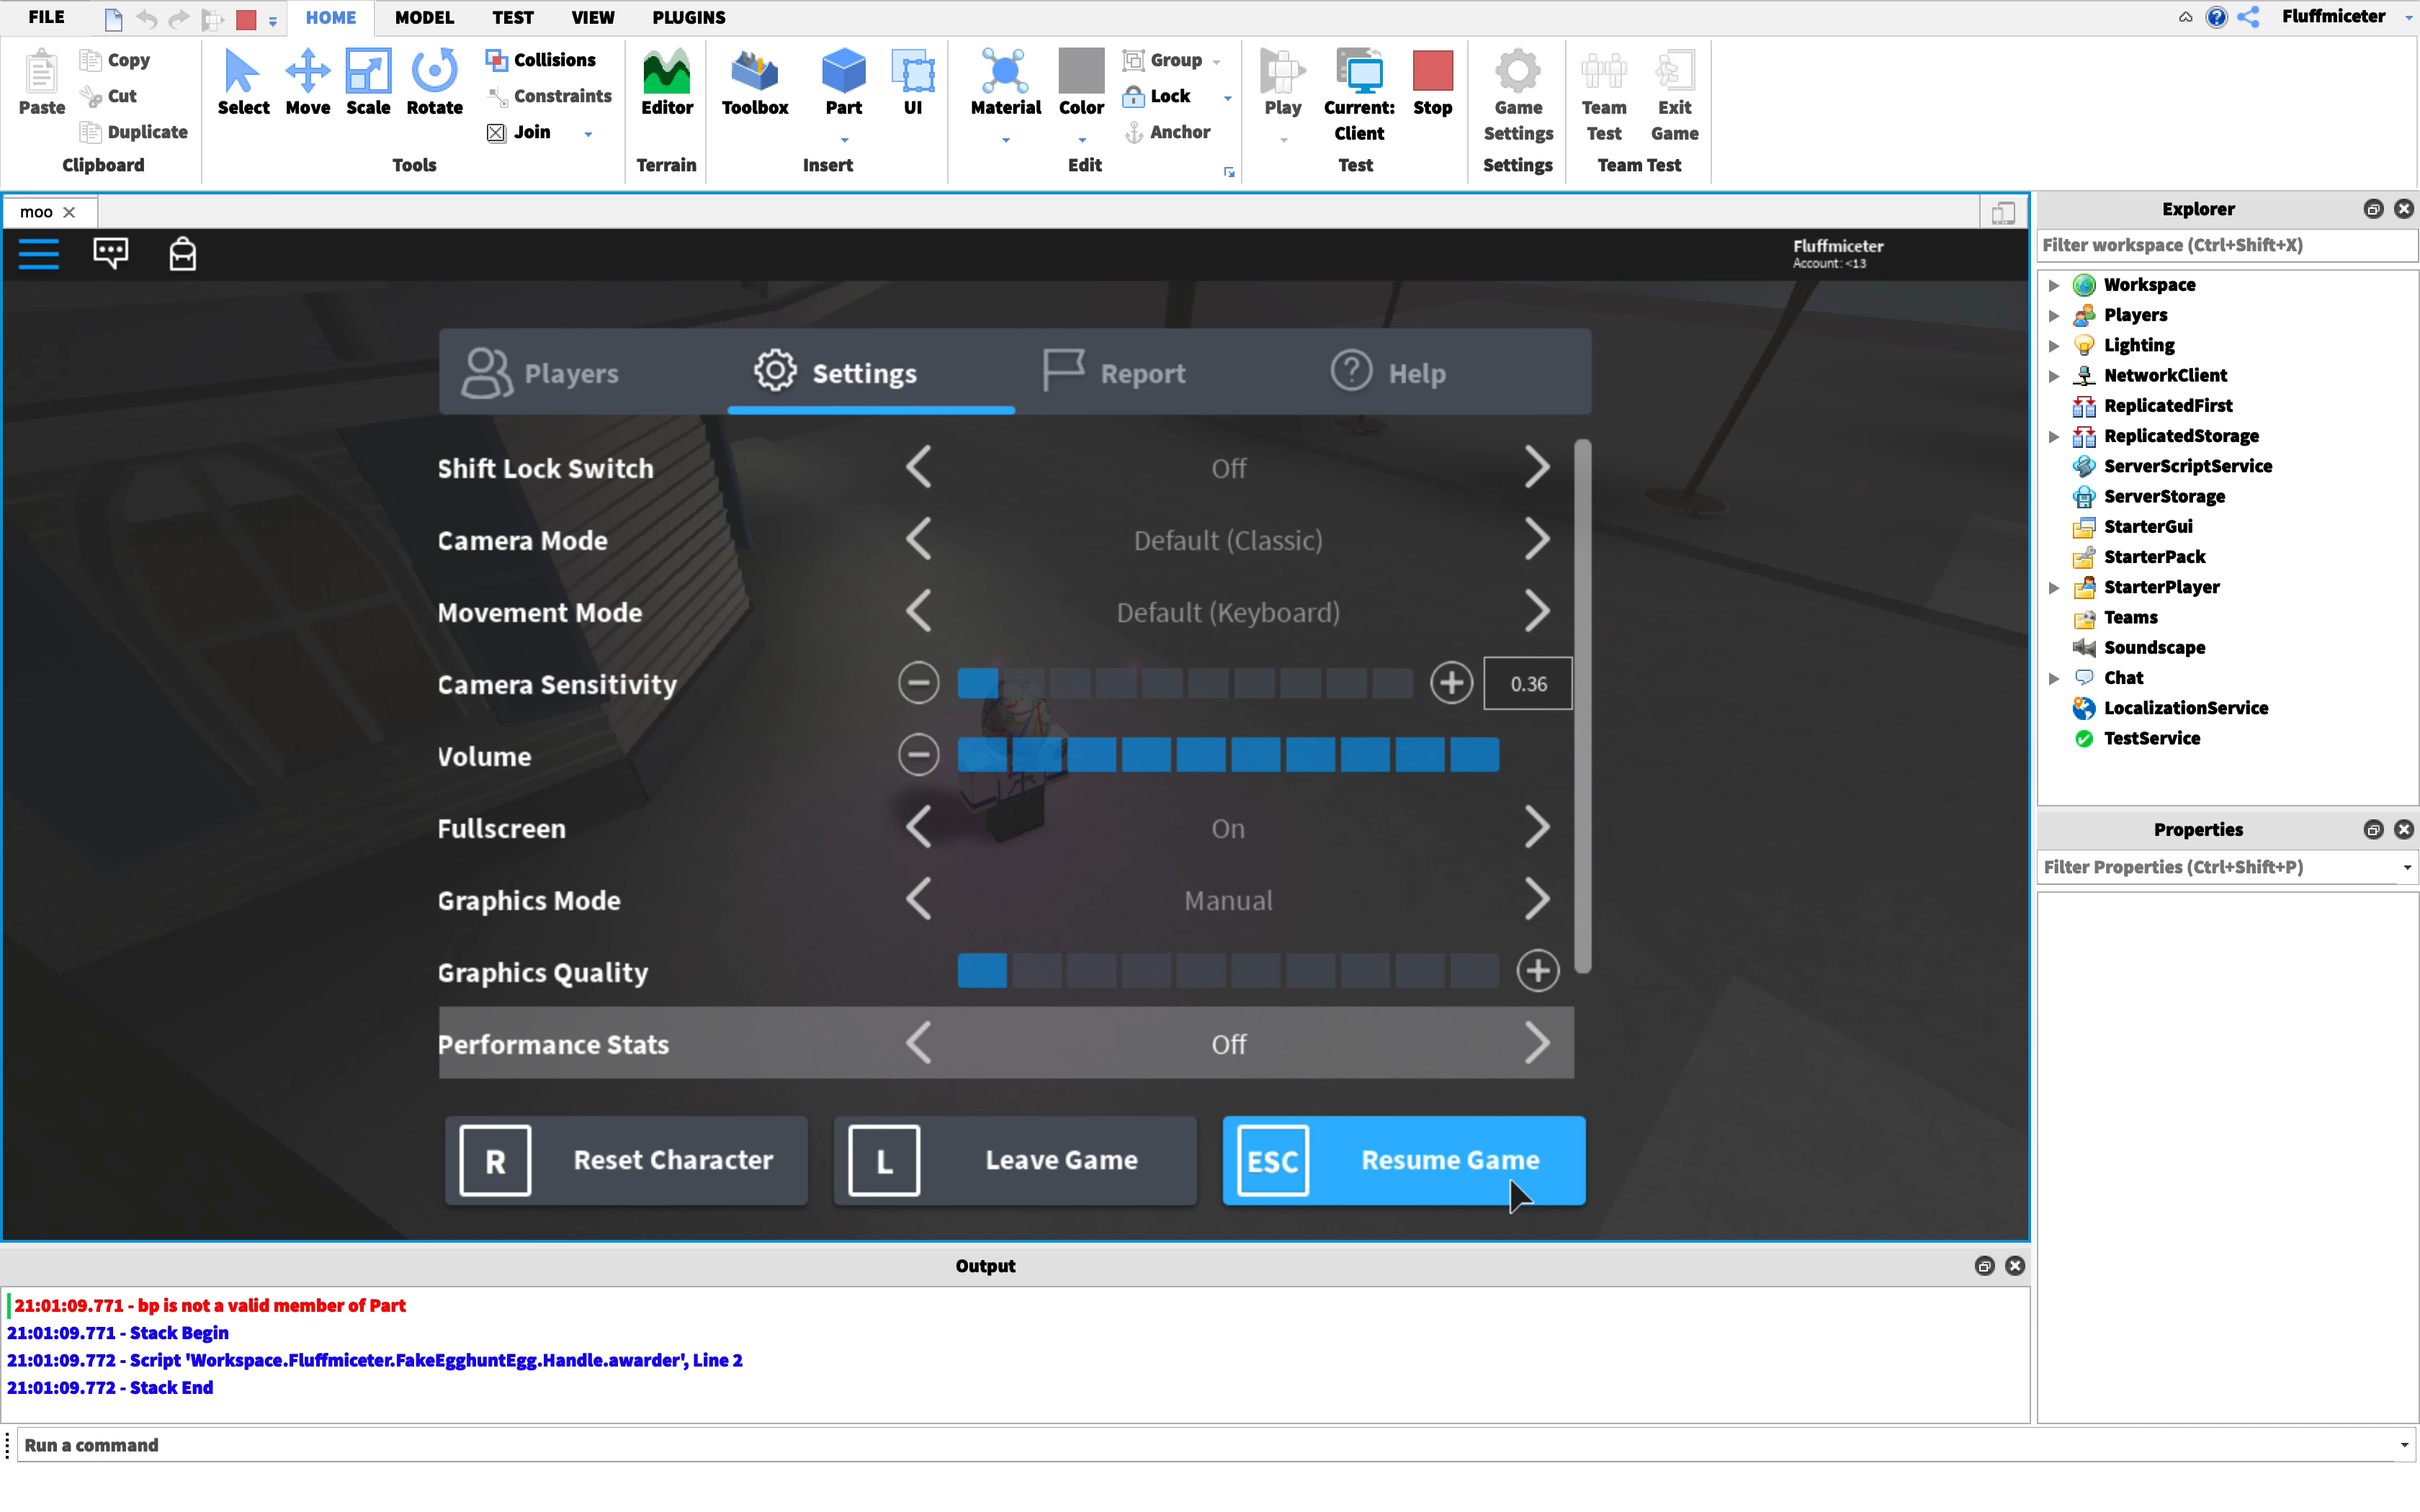 FILE
HOME
MODEL
TEST
VIEW
PLUGINS
Fluffmiceter
Paste
Copy
Cut
Duplicate
Clipboard
Select
Move
Scale
Rotate
Collisions
Constraints
Join
Tools
Editor
Terrain
Toolbox
Part
UI
Insert
Material
Color
Group
Lock
Anchor
Edit
Play
Current:
Client
Stop
Test
Game
Settings
Settings
Team
Test
Exit
Game
Team Test
moo
Fluffmiceter
Account: <13
Players
Settings
Report
Help
Shift Lock Switch
Off
Camera Mode
Default (Classic)
Movement Mode
Default (Keyboard)
Camera Sensitivity
0.36
Volume
Fullscreen
On
Graphics Mode
Manual
Graphics Quality
Performance Stats
Off
R
Reset Character
L
Leave Game
ESC
Resume Game
Explorer
Filter workspace (Ctrl+Shift+X)
Workspace
Players
Lighting
NetworkClient
ReplicatedFirst
ReplicatedStorage
ServerScriptService
ServerStorage
StarterGui
StarterPack
StarterPlayer
Teams
Soundscape
Chat
LocalizationService
TestService
Properties
Filter Properties (Ctrl+Shift+P)
Output
21:01:09.771 - bp is not a valid member of Part
21:01:09.771 - Stack Begin
21:01:09.772 - Script 'Workspace.Fluffmiceter.FakeEgghuntEgg.Handle.awarder', Line 2
21:01:09.772 - Stack End
Run a command